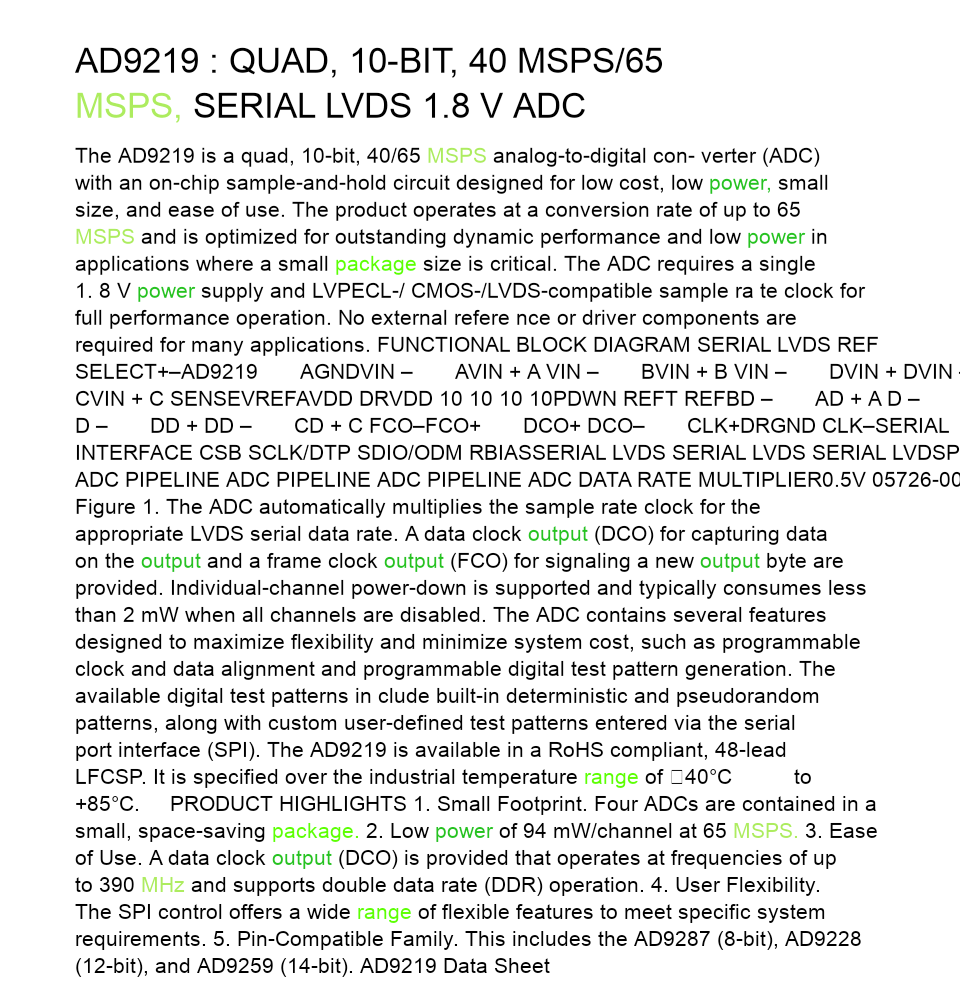 AD9219 : QUAD, 10-BIT, 40 MSPS/65
MSPS, SERIAL LVDS 1.8 V ADC
The AD9219 is a quad, 10-bit, 40/65 MSPS analog-to-digital con- verter (ADC)
with an on-chip sample-and-hold circuit designed for low cost, low power, small
size, and ease of use. The product operates at a conversion rate of up to 65
MSPS and is optimized for outstanding dynamic performance and low power in
applications where a small package size is critical. The ADC requires a single
1. 8 V power supply and LVPECL-/ CMOS-/LVDS-compatible sample ra te clock for
full performance operation. No external refere nce or driver components are
required for many applications. FUNCTIONAL BLOCK DIAGRAM SERIAL LVDS REF
SELECT+–AD9219 AGNDVIN – AVIN + A VIN – BVIN + B VIN – DVIN + DVIN
CVIN + C SENSEVREFAVDD DRVDD 10 10 10 10PDWN REFT REFBD – AD + A D –
D – DD + DD – CD + C FCO–FCO+ DCO+ DCO– CLK+DRGND CLK–SERIAL
INTERFACE CSB SCLK/DTP SDIO/ODM RBIASSERIAL LVDS SERIAL LVDS SERIAL LVDSP
ADC PIPELINE ADC PIPELINE ADC PIPELINE ADC DATA RATE MULTIPLIER0.5V 05726-00
Figure 1. The ADC automatically multiplies the sample rate clock for the
appropriate LVDS serial data rate. A data clock output (DCO) for capturing data
on the output and a frame clock output (FCO) for signaling a new output byte are
provided. Individual-channel power-down is supported and typically consumes less
than 2 mW when all channels are disabled. The ADC contains several features
designed to maximize flexibility and minimize system cost, such as programmable
clock and data alignment and programmable digital test pattern generation. The
available digital test patterns in clude built-in deterministic and pseudorandom
patterns, along with custom user-defined test patterns entered via the serial
port interface (SPI). The AD9219 is available in a RoHS compliant, 48-lead
LFCSP. It is specified over the industrial temperature range of □40°C to
+85°C. PRODUCT HIGHLIGHTS 1. Small Footprint. Four ADCs are contained in a
small, space-saving package. 2. Low power of 94 mW/channel at 65 MSPS. 3. Ease
of Use. A data clock output (DCO) is provided that operates at frequencies of up
to 390 MHz and supports double data rate (DDR) operation. 4. User Flexibility.
The SPI control offers a wide range of flexible features to meet specific system
requirements. 5. Pin-Compatible Family. This includes the AD9287 (8-bit), AD9228
(12-bit), and AD9259 (14-bit). AD9219 Data Sheet